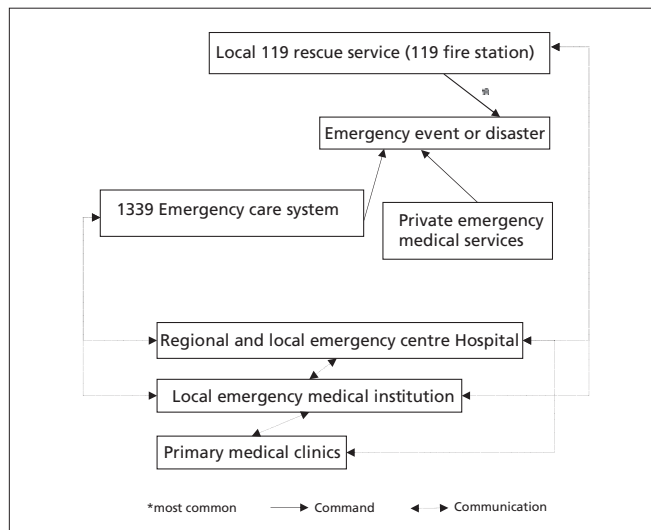 Local 119 rescue service (119 fire station)
Emergency event or disaster
1339 Emergency care system
Private emergency
medical services
Regional and local emergency centre Hospital
Local emergency medical institution
Primary medical clinics
*most common
Command
Communication